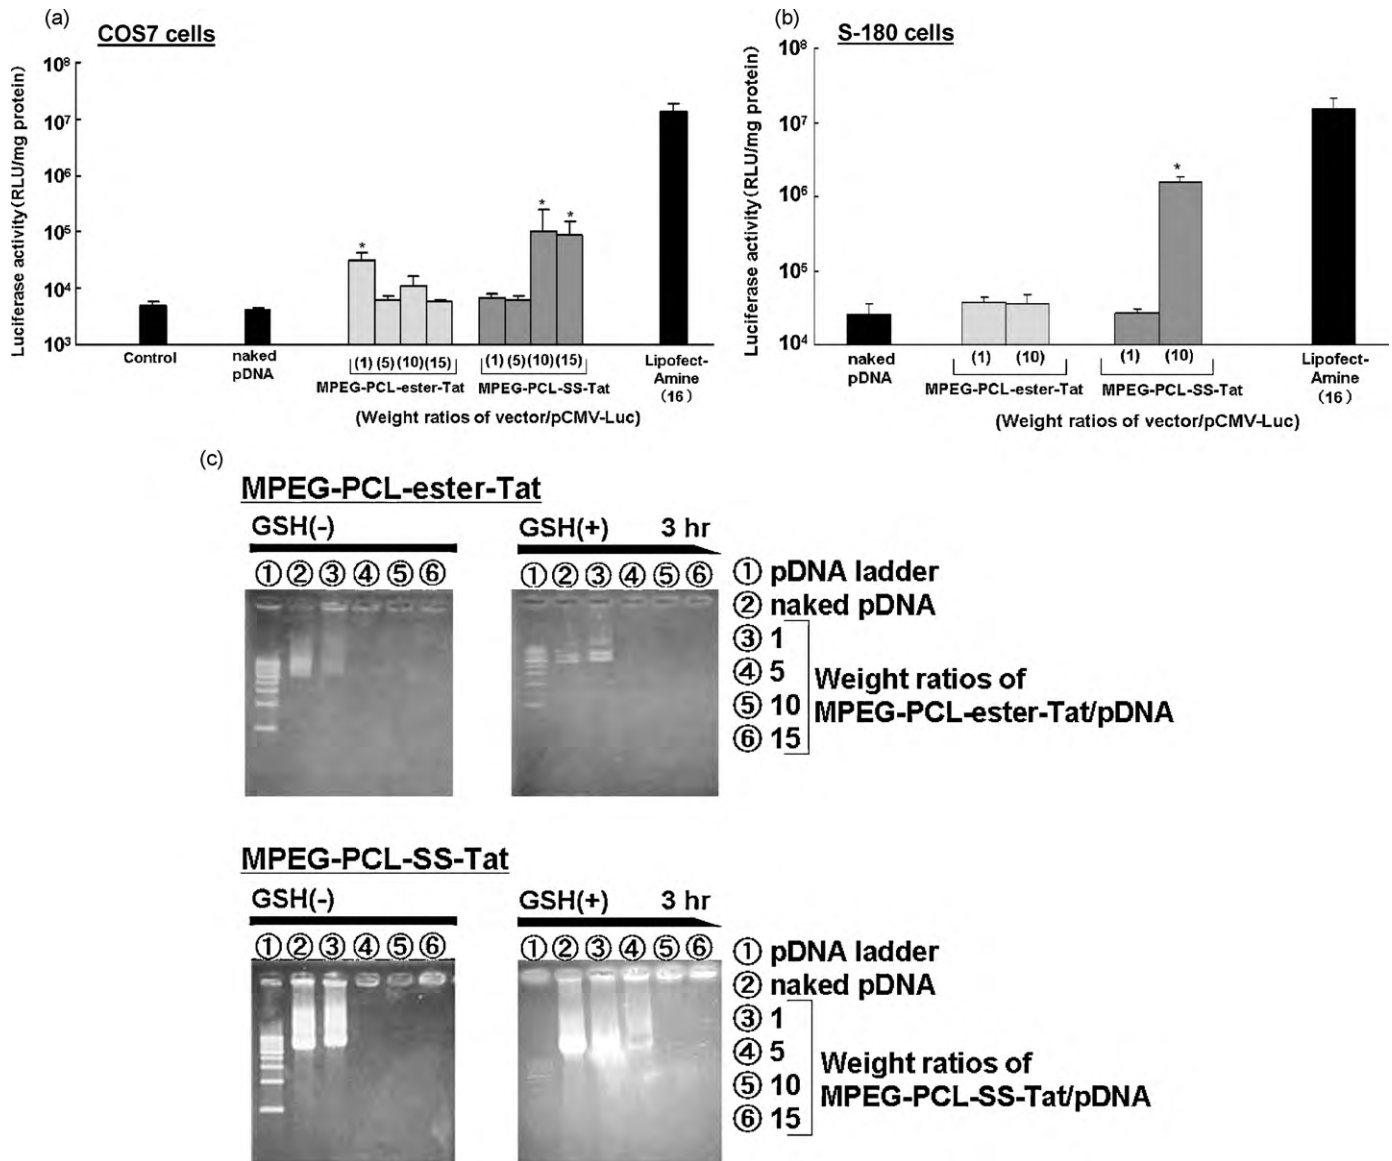 (a)
COS7 cells
Luciferase activity(RLU/mg protein)
10⁸
10⁷
10⁶
10⁵
10⁴
10³
*
*
*
Control
naked
pDNA
(1) (5) (10) (15)
MPEG-PCL-ester-Tat
(1) (5) (10) (15)
MPEG-PCL-SS-Tat
Lipofect-
Amine
(16)
(Weight ratios of vector/pCMV-Luc)
(b)
S-180 cells
Luciferase activity(RLU/mg protein)
10⁸
10⁷
10⁶
10⁵
10⁴
*
naked
pDNA
(1) (10)
MPEG-PCL-ester-Tat
(1) (10)
MPEG-PCL-SS-Tat
Lipofect-
Amine
(16)
(Weight ratios of vector/pCMV-Luc)
(c)
MPEG-PCL-ester-Tat
GSH(-)
① ② ③ ④ ⑤ ⑥
GSH(+) 3 hr
① ② ③ ④ ⑤ ⑥
① pDNA ladder
② naked pDNA
③ 1
④ 5
⑤ 10
⑥ 15
Weight ratios of
MPEG-PCL-ester-Tat/pDNA
MPEG-PCL-SS-Tat
GSH(-)
① ② ③ ④ ⑤ ⑥
GSH(+) 3 hr
① ② ③ ④ ⑤ ⑥
① pDNA ladder
② naked pDNA
③ 1
④ 5
⑤ 10
⑥ 15
Weight ratios of
MPEG-PCL-SS-Tat/pDNA